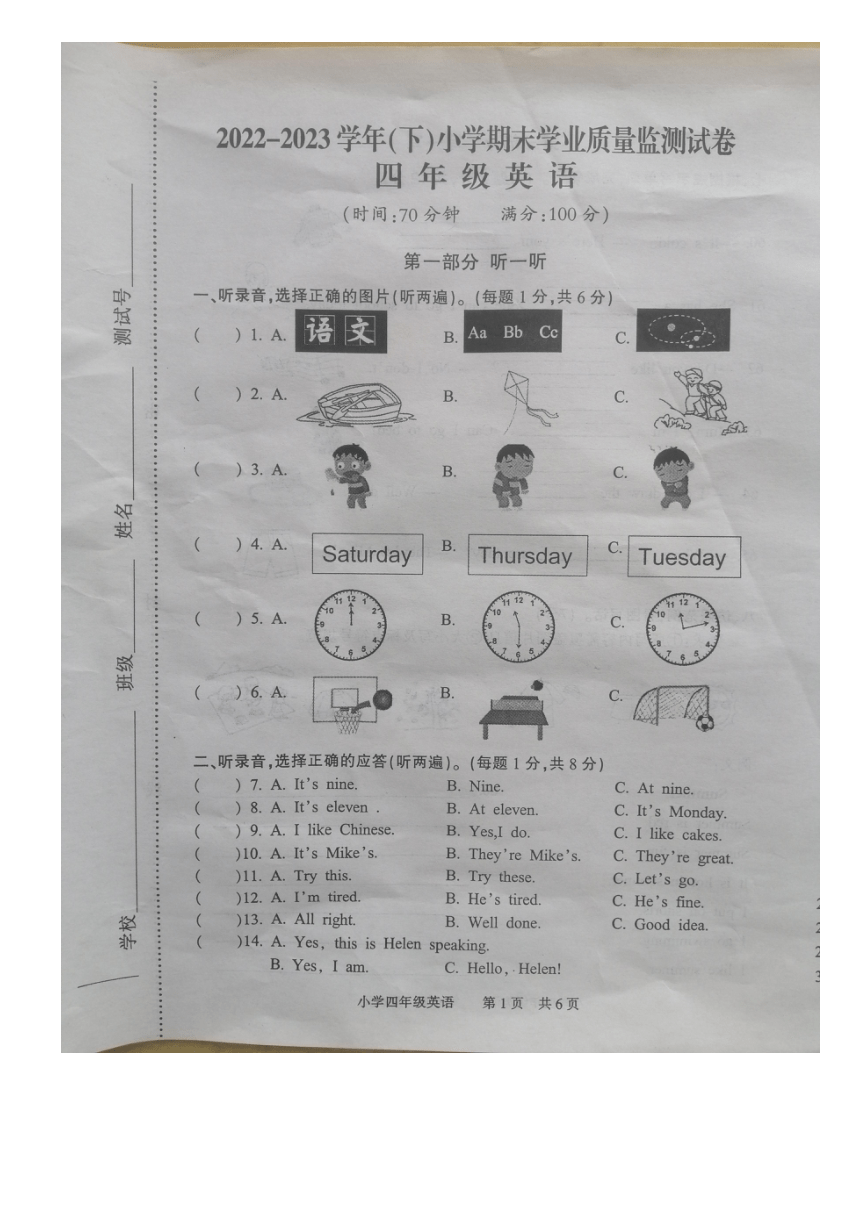 2022-2023学年(下)小学期末学业质量监测试卷
四年级英语
(时间:70分钟 满分:100分)
第一部分 听一听
一、听录音,选择正确的图片(听两遍)。(每题1分,共6分)
( ) 1. A. 语文 B. Aa Bb Cc C.
( ) 2. A. B. C.
( ) 3. A. B. C.
( ) 4. A. Saturday B. Thursday C. Tuesday
( ) 5. A. B. C.
( ) 6. A. B. C.
二、听录音,选择正确的应答(听两遍)。(每题1分,共8分)
( ) 7. A. It's nine. B. Nine. C. At nine.
( ) 8. A. It's eleven . B. At eleven. C. It's Monday.
( ) 9. A. I like Chinese. B. Yes,I do. C. I like cakes.
( )10. A. It's Mike's. B. They're Mike's. C. They're great.
( )11. A. Try this. B. Try these. C. Let's go.
( )12. A. I'm tired. B. He's tired. C. He's fine.
( )13. A. All right. B. Well done. C. Good idea.
( )14. A. Yes, this is Helen speaking.
B. Yes, I am. C. Hello, Helen!
小学四年级英语 第1页 共6页
学校 班级 姓名 测试号